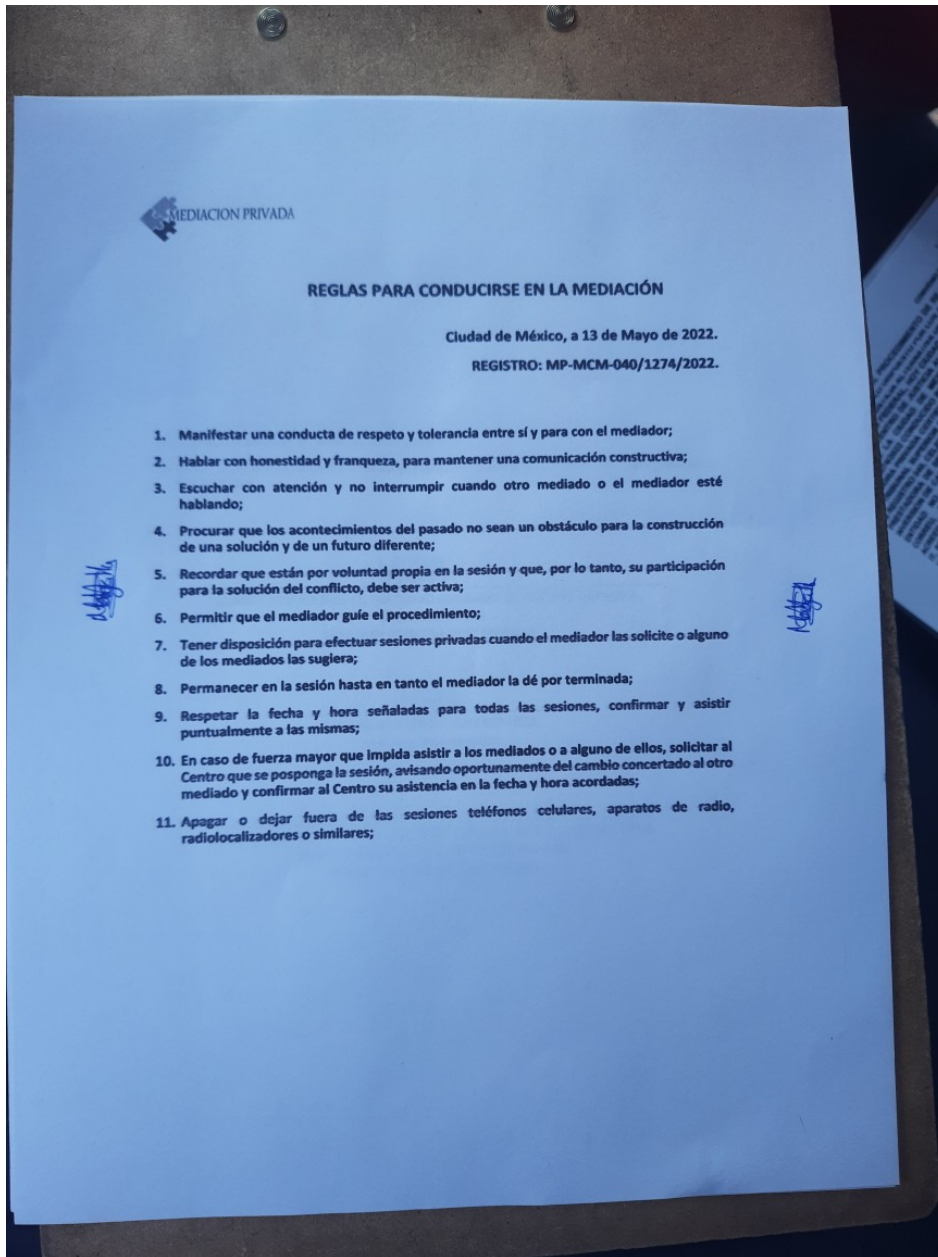 MEDIACION PRIVADA
REGLAS PARA CONDUCIRSE EN LA MEDIACIÓN
Ciudad de México, a 13 de Mayo de 2022.
REGISTRO: MP-MCM-040/1274/2022.
1. Manifestar una conducta de respeto y tolerancia entre sí y para con el mediador;
2. Hablar con honestidad y franqueza, para mantener una comunicación constructiva;
3. Escuchar con atención y no interrumpir cuando otro mediado o el mediador esté
hablando;
4. Procurar que los acontecimientos del pasado no sean un obstáculo para la construcción
de una solución y de un futuro diferente;
5. Recordar que están por voluntad propia en la sesión y que, por lo tanto, su participación
para la solución del conflicto, debe ser activa;
6. Permitir que el mediador guíe el procedimiento;
7. Tener disposición para efectuar sesiones privadas cuando el mediador las solicite o alguno
de los mediados las sugiera;
8. Permanecer en la sesión hasta en tanto el mediador la dé por terminada;
9. Respetar la fecha y hora señaladas para todas las sesiones, confirmar y asistir
puntualmente a las mismas;
10. En caso de fuerza mayor que impida asistir a los mediados o a alguno de ellos, solicitar al
Centro que se posponga la sesión, avisando oportunamente del cambio concertado al otro
mediado y confirmar al Centro su asistencia en la fecha y hora acordadas;
11. Apagar o dejar fuera de las sesiones teléfonos celulares, aparatos de radio,
radiolocalizadores o similares;